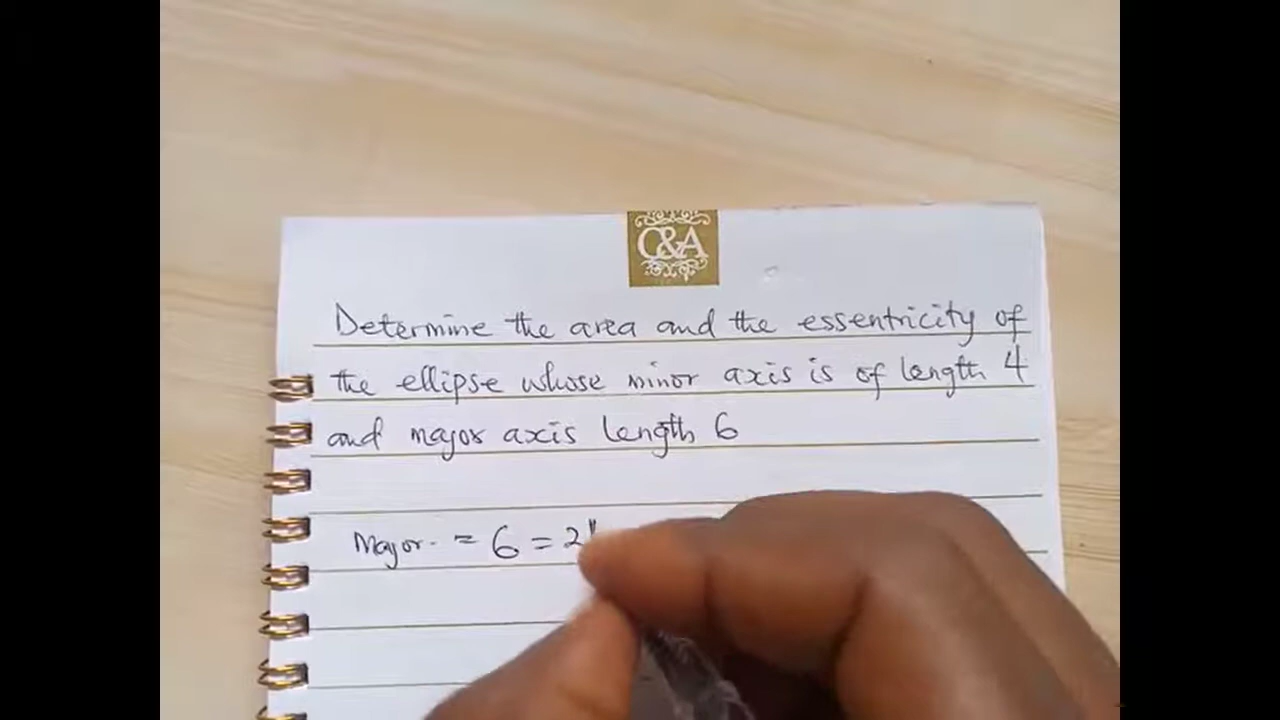 C&A
Determine the area and the essentricity of
the ellipse whose minor axis is of length 4
and major axis length 6
Major = 6 = 2